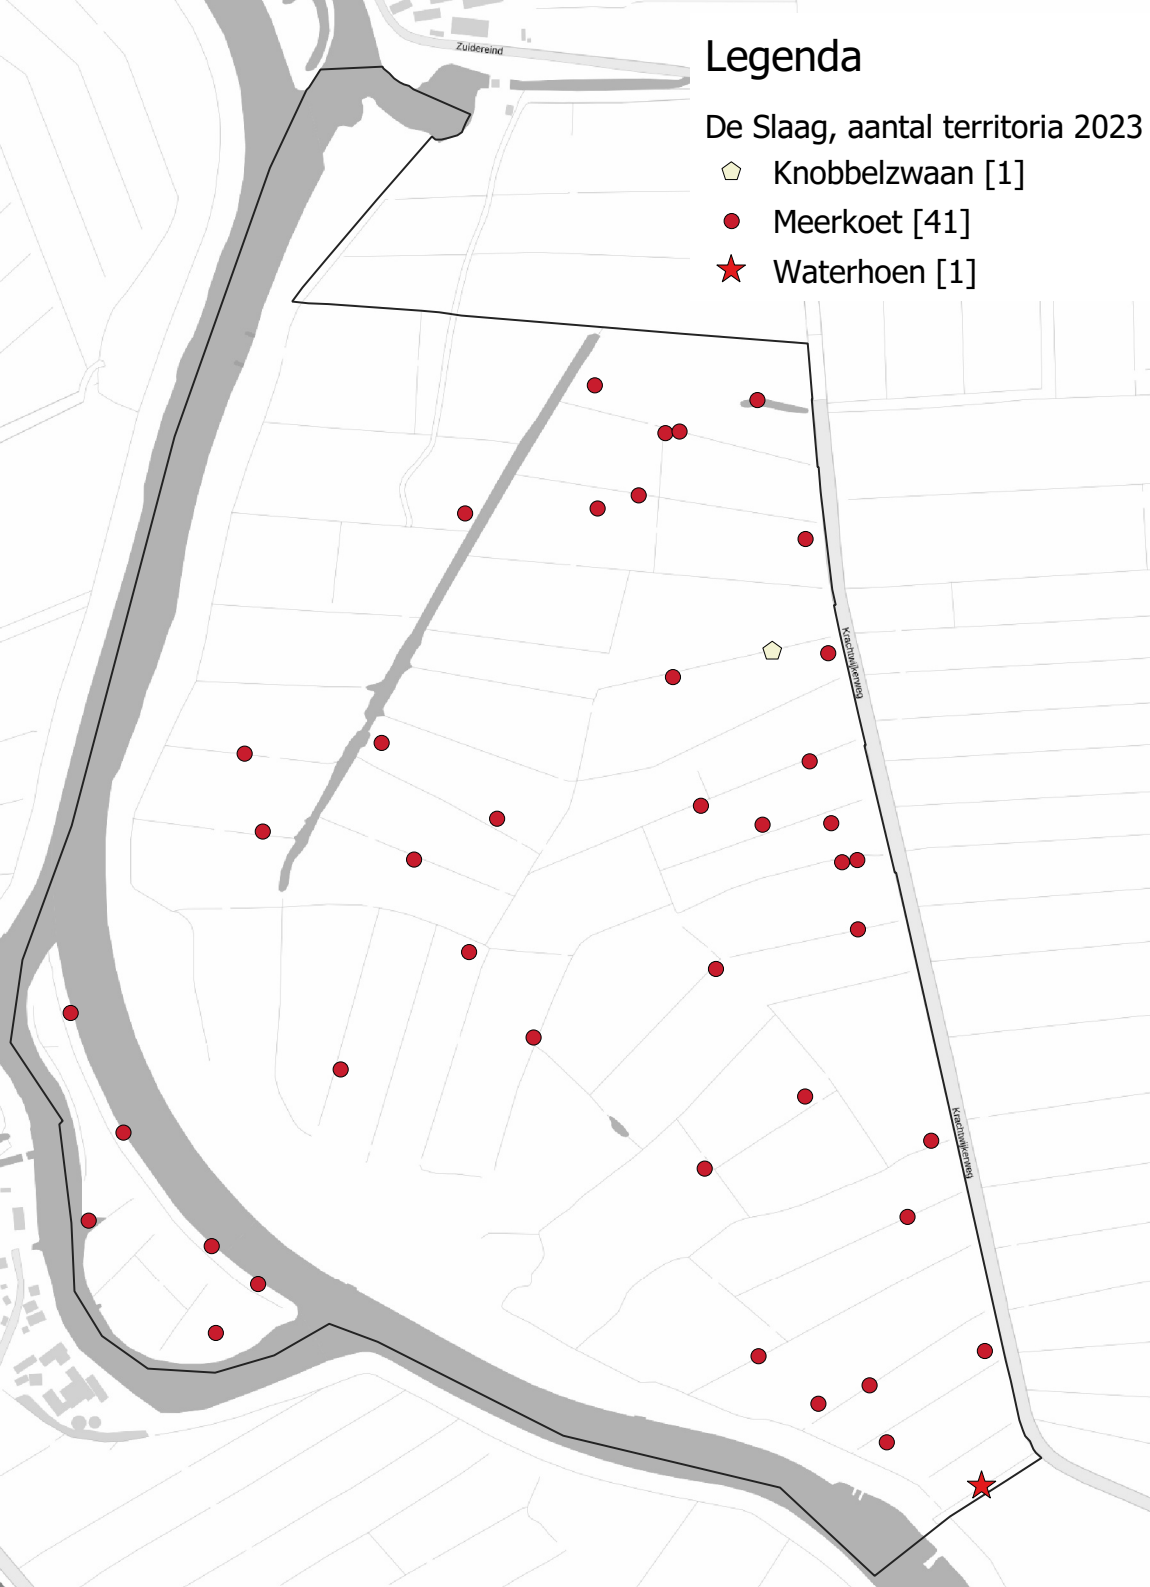 Zuidereind
Legenda
De Slaag, aantal territoria 2023
Knobbelzwaan [1]
Meerkoet [41]
Waterhoen [1]
Krachtwijkerweg
Krachtwijkerweg